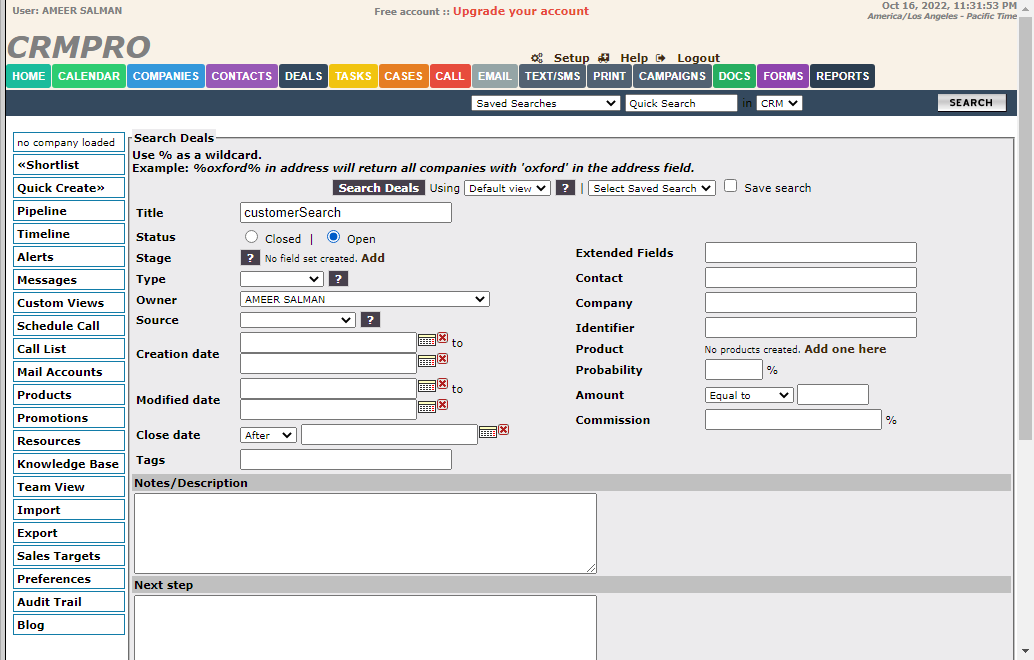 User: AMEER SALMAN
Free account :: Upgrade your account
Oct 16, 2022, 11:31:53 PM
America/Los Angeles - Pacific Time
CRMPRO
Setup Help Logout
HOME CALENDAR COMPANIES CONTACTS DEALS TASKS CASES CALL EMAIL TEXT/SMS PRINT CAMPAIGNS DOCS FORMS REPORTS
Saved Searches Quick Search in CRM SEARCH
no company loaded
«Shortlist
Quick Create»
Pipeline
Timeline
Alerts
Messages
Custom Views
Schedule Call
Call List
Mail Accounts
Products
Promotions
Resources
Knowledge Base
Team View
Import
Export
Sales Targets
Preferences
Audit Trail
Blog
Search Deals
Use % as a wildcard.
Example: %oxford% in address will return all companies with 'oxford' in the address field.
Search Deals Using Default view ? | Select Saved Search Save search
Title customerSearch
Status Closed | Open
Stage ? No field set created. Add
Type ?
Owner AMEER SALMAN
Source ?
Creation date to
Modified date to
Close date After
Tags
Extended Fields
Contact
Company
Identifier
Product No products created. Add one here
Probability %
Amount Equal to
Commission %
Notes/Description
Next step